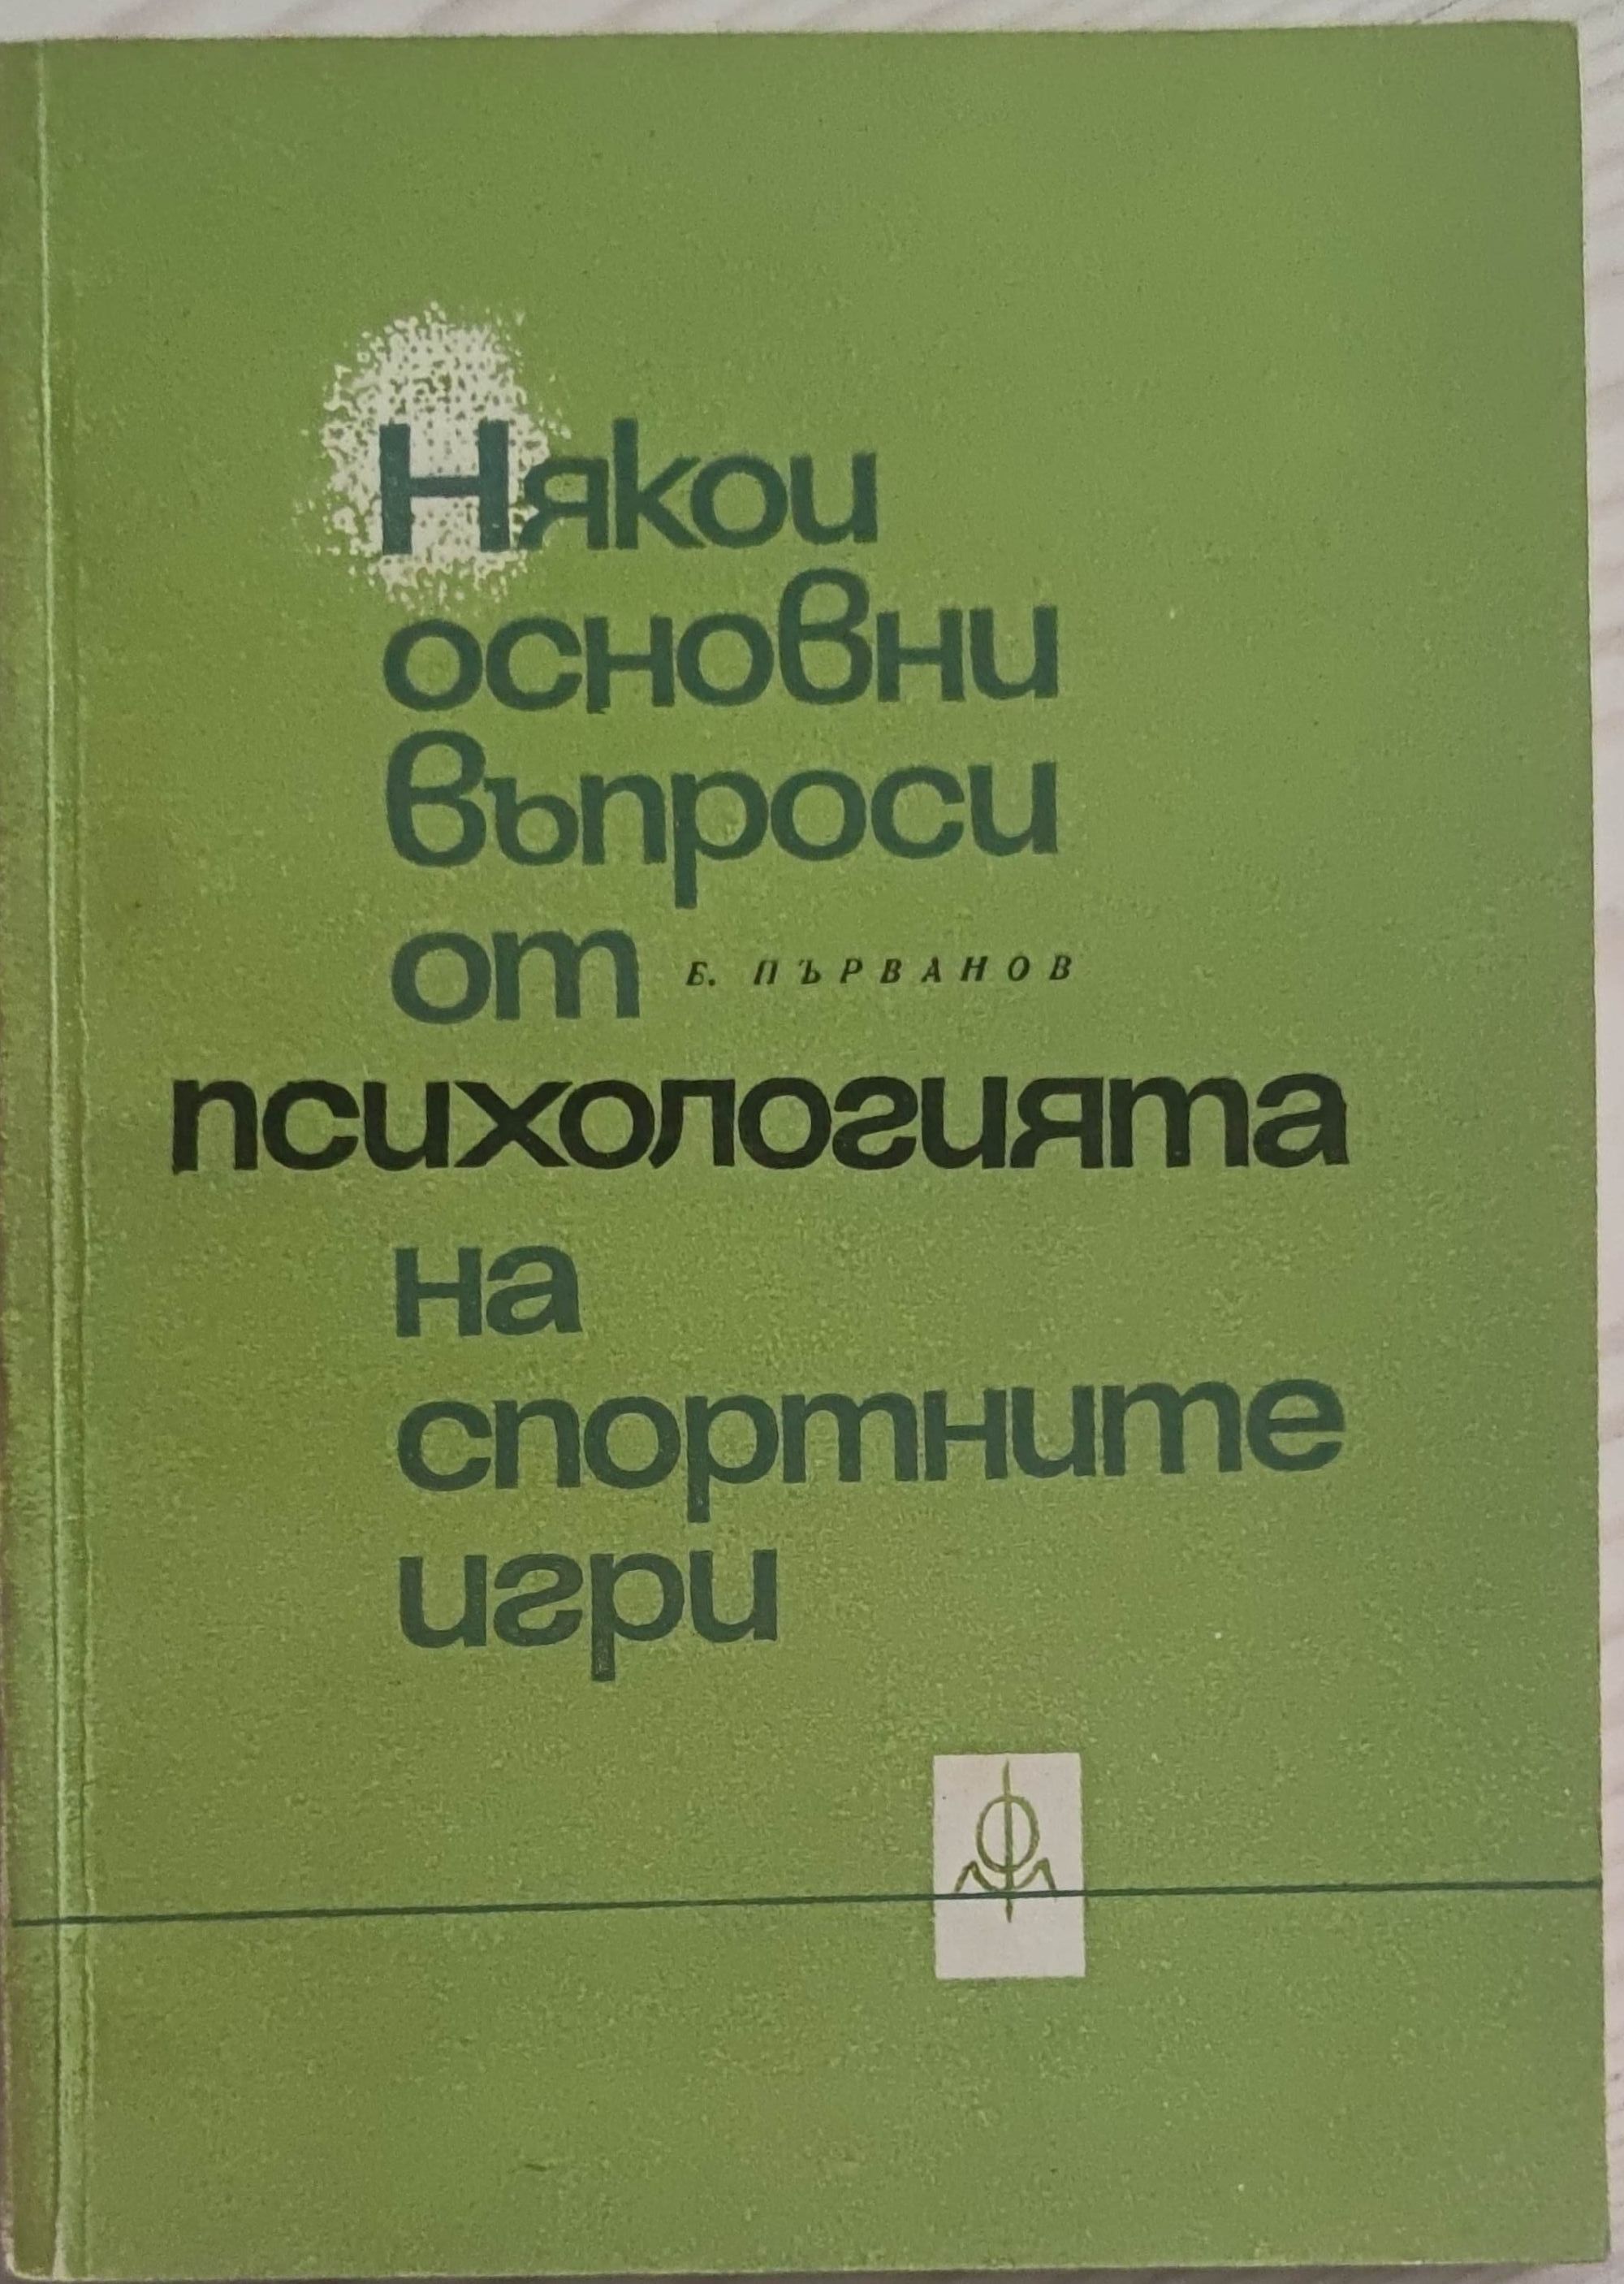 Някои
основни
въпроси
от Б. ПЪРВАНОВ
психологията
на
спортните
игри